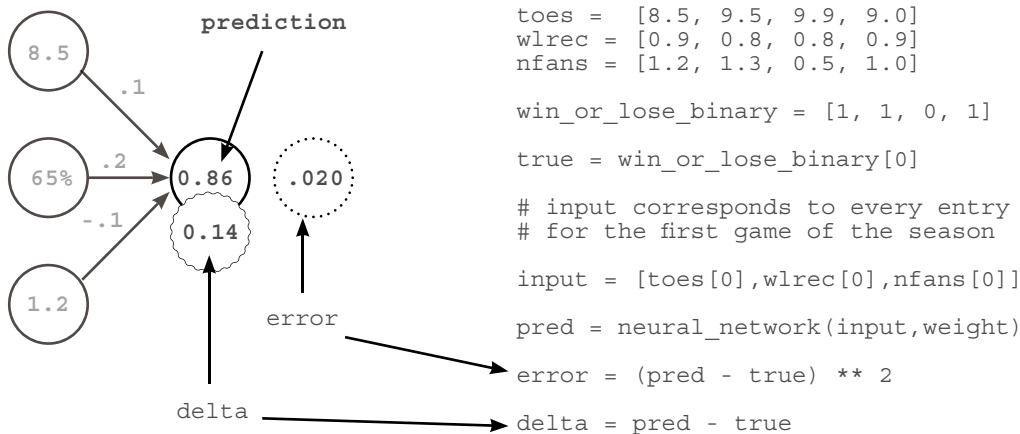 prediction
8.5
.1
65%
.2
0.86
.020
-.1
0.14
1.2
error
delta
toes =  [8.5, 9.5, 9.9, 9.0]
wlrec = [0.9, 0.8, 0.8, 0.9]
nfans = [1.2, 1.3, 0.5, 1.0]
win_or_lose_binary = [1, 1, 0, 1]
true = win_or_lose_binary[0]
# input corresponds to every entry
# for the first game of the season
input = [toes[0],wlrec[0],nfans[0]]
pred = neural_network(input,weight)
error = (pred - true) ** 2
delta = pred - true